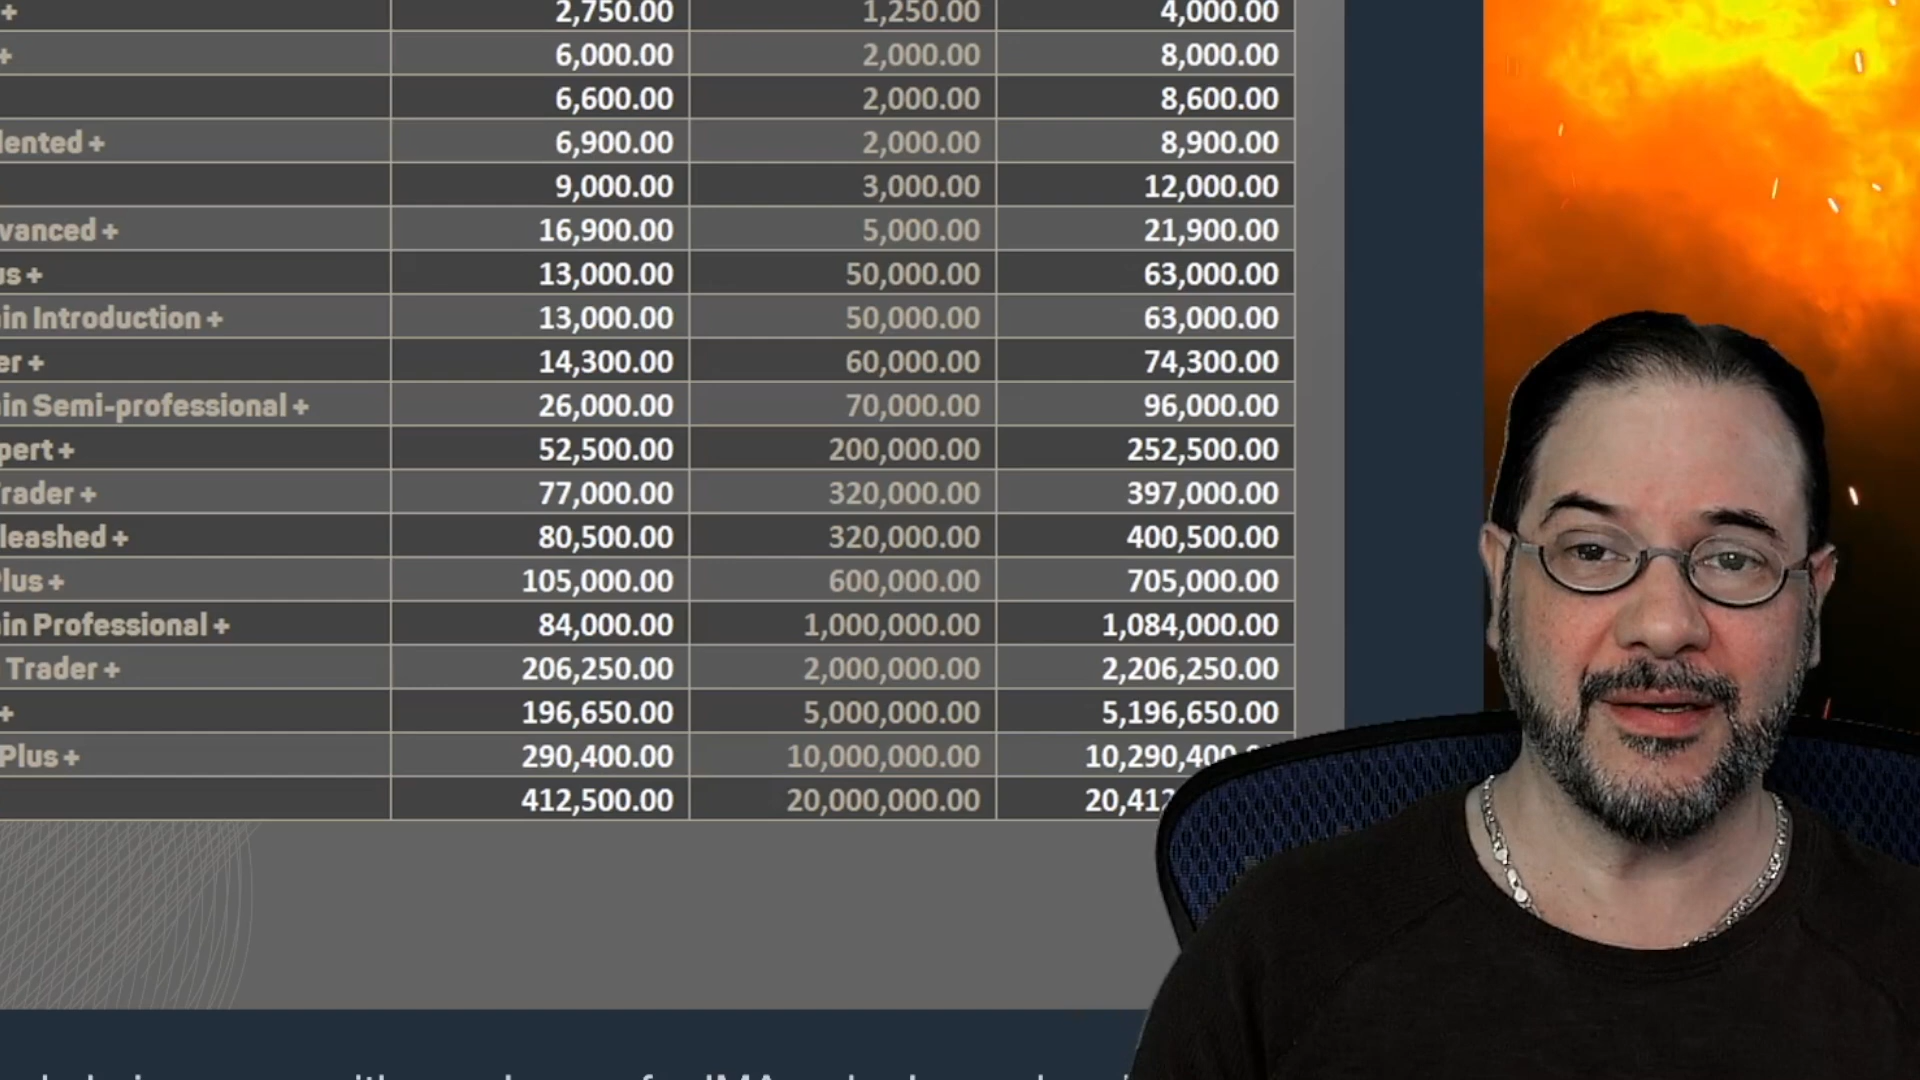 + 2,750.00 1,250.00 4,000.00
+ 6,000.00 2,000.00 8,000.00
6,600.00 2,000.00 8,600.00
lented + 6,900.00 2,000.00 8,900.00
9,000.00 3,000.00 12,000.00
vanced + 16,900.00 5,000.00 21,900.00
us + 13,000.00 50,000.00 63,000.00
in Introduction + 13,000.00 50,000.00 63,000.00
er + 14,300.00 60,000.00 74,300.00
in Semi-professional + 26,000.00 70,000.00 96,000.00
pert + 52,500.00 200,000.00 252,500.00
rader + 77,000.00 320,000.00 397,000.00
leashed + 80,500.00 320,000.00 400,500.00
Plus + 105,000.00 600,000.00 705,000.00
in Professional + 84,000.00 1,000,000.00 1,084,000.00
Trader + 206,250.00 2,000,000.00 2,206,250.00
+ 196,650.00 5,000,000.00 5,196,650.00
Plus + 290,400.00 10,000,000.00 10,290,400
412,500.00 20,000,000.00 20,412